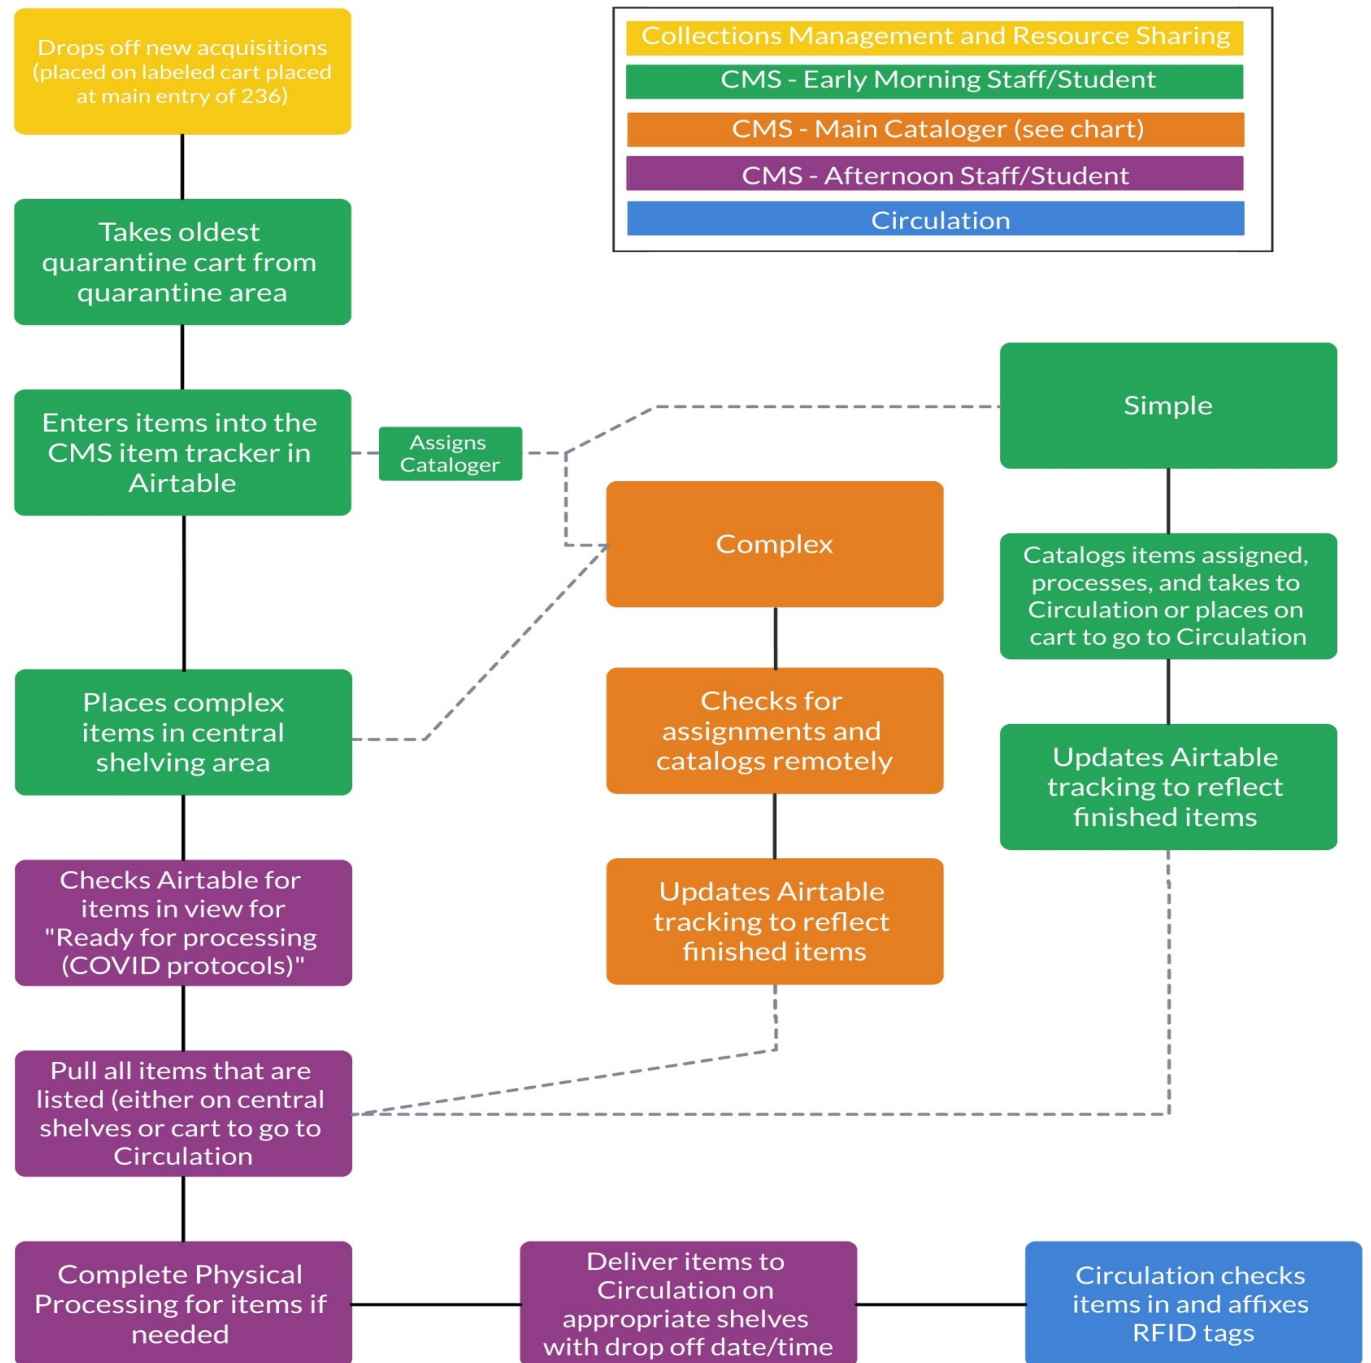 Drops off new acquisitions
(placed on labeled cart placed
at main entry of 236)
Collections Management and Resource Sharing
CMS - Early Morning Staff/Student
CMS - Main Cataloger (see chart)
CMS - Afternoon Staff/Student
Circulation
Takes oldest
quarantine cart from
quarantine area
Enters items into the
CMS item tracker in
Airtable
Assigns
Cataloger
Simple
Complex
Catalogs items assigned,
processes, and takes to
Circulation or places on
cart to go to Circulation
Places complex
items in central
shelving area
Checks for
assignments and
catalogs remotely
Updates Airtable
tracking to reflect
finished items
Checks Airtable for
items in view for
"Ready for processing
(COVID protocols)"
Updates Airtable
tracking to reflect
finished items
Pull all items that are
listed (either on central
shelves or cart to go to
Circulation
Complete Physical
Processing for items if
needed
Deliver items to
Circulation on
appropriate shelves
with drop off date/time
Circulation checks
items in and affixes
RFID tags